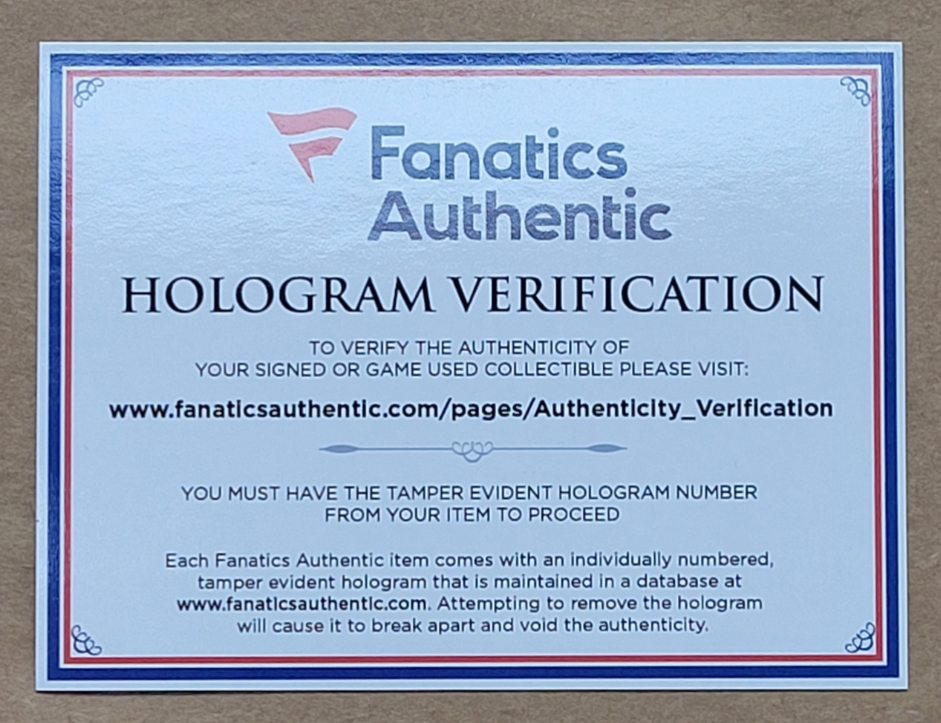 Fanatics
Authentic
HOLOGRAM VERIFICATION
TO VERIFY THE AUTHENTICITY OF
YOUR SIGNED OR GAME USED COLLECTIBLE PLEASE VISIT:
www.fanaticsauthentic.com/pages/Authenticity_Verification
YOU MUST HAVE THE TAMPER EVIDENT HOLOGRAM NUMBER
FROM YOUR ITEM TO PROCEED
Each Fanatics Authentic item comes with an individually numbered,
tamper evident hologram that is maintained in a database at
www.fanaticsauthentic.com. Attempting to remove the hologram
will cause it to break apart and void the authenticity.